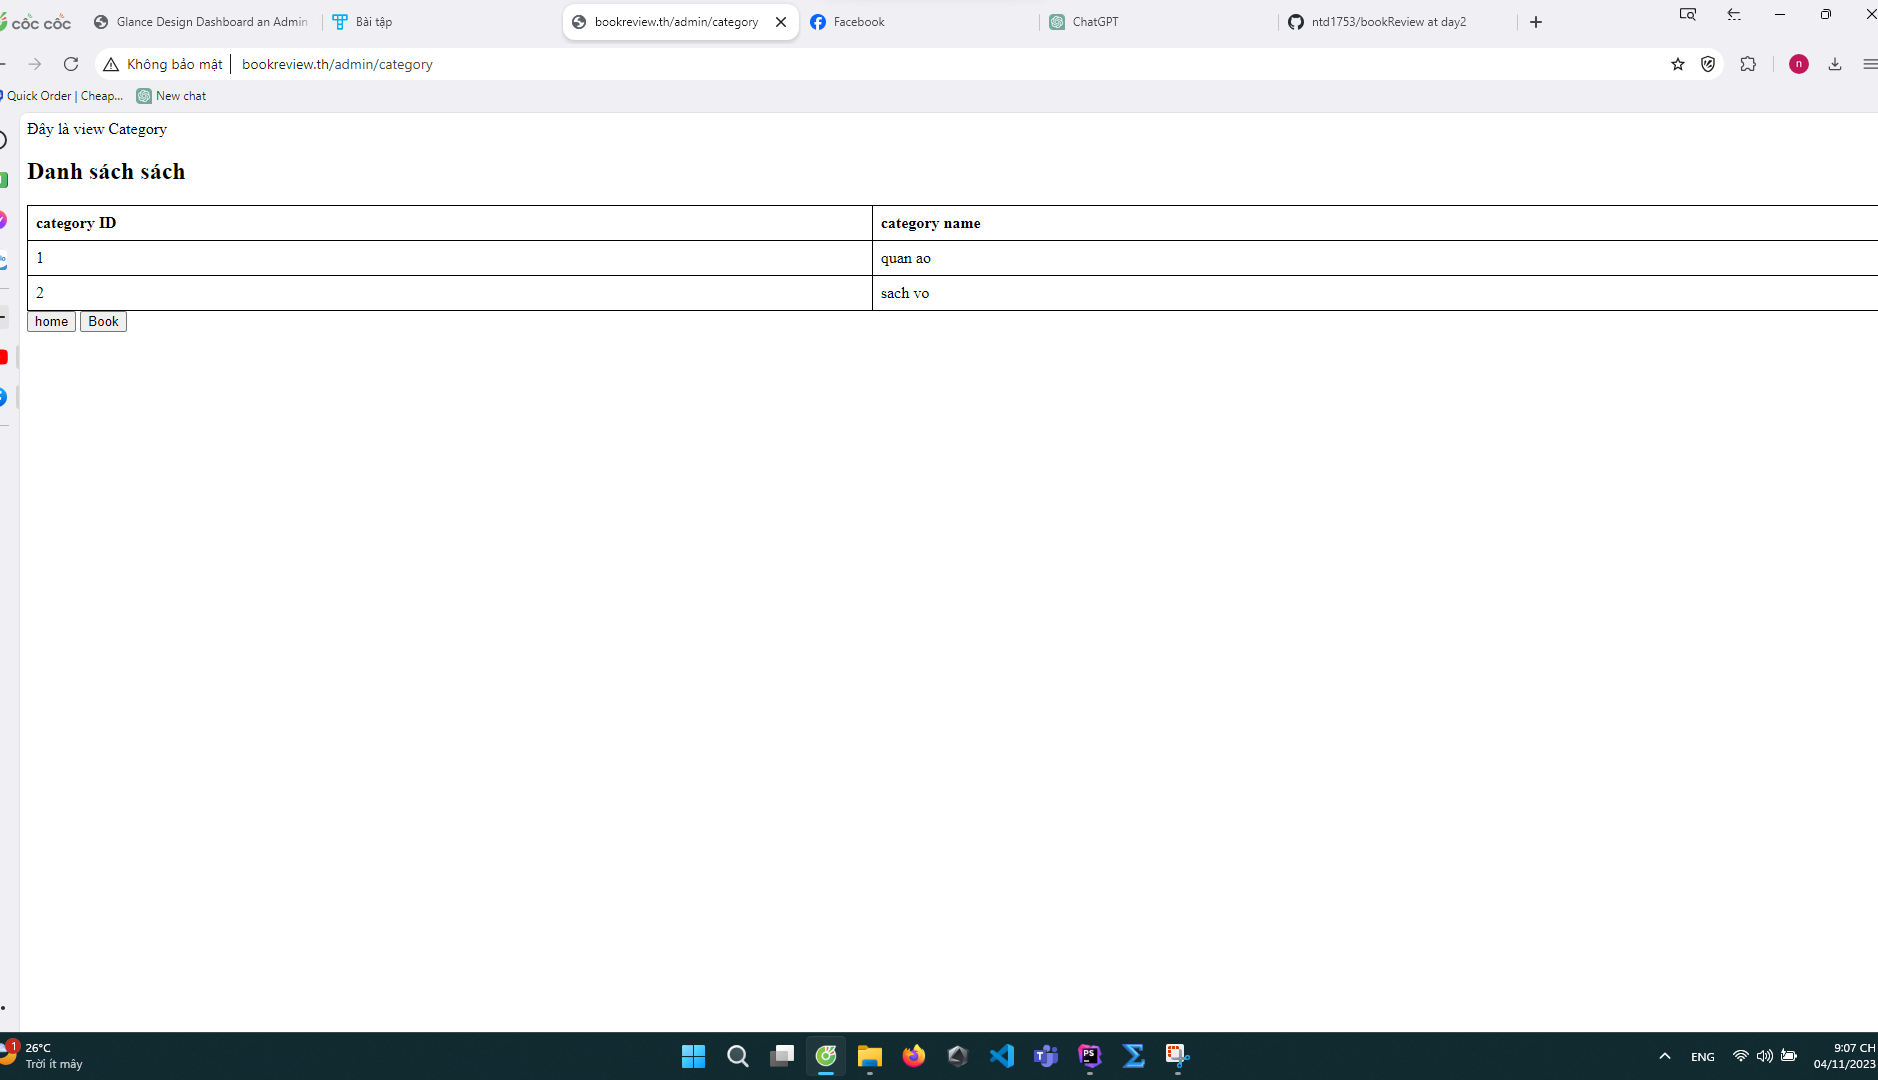 cốc cốc
Glance Design Dashboard an Admin
Bài tập
bookreview.th/admin/category
Facebook
ChatGPT
ntd1753/bookReview at day2
Không bảo mật
bookreview.th/admin/category
n
Quick Order | Cheap...
New chat
Đây là view Category
Danh sách sách
category ID
category name
1
quan ao
2
sach vo
home
Book
1
26°C
Trời ít mây
PS
ENG
9:07 CH
04/11/2023